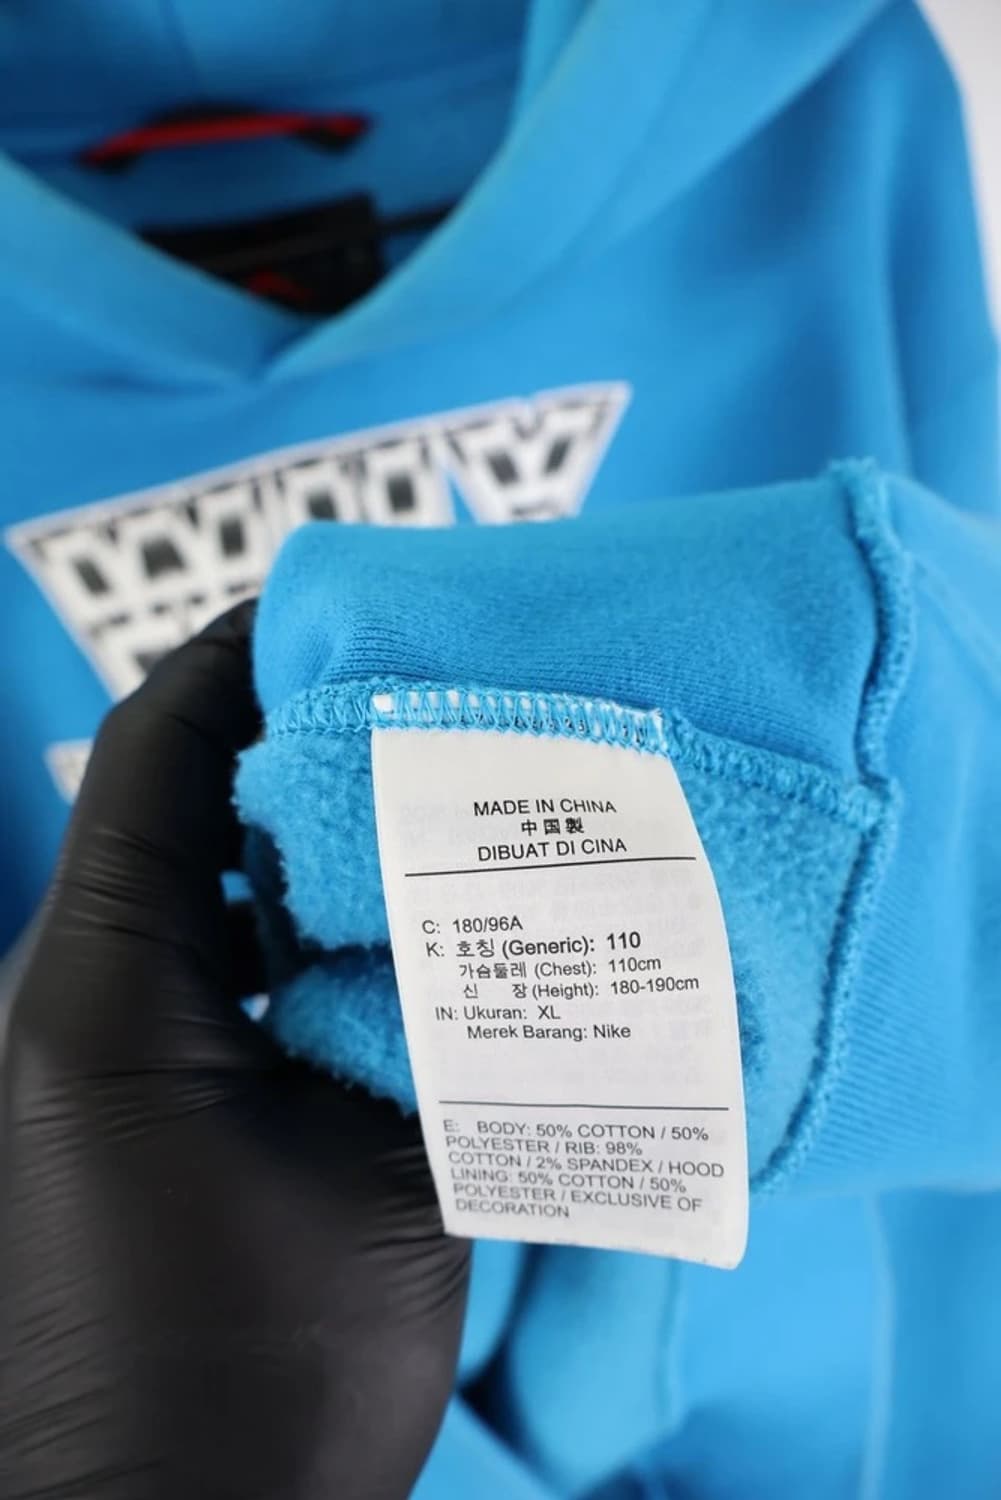 MADE IN CHINA
中国製
DIBUAT DI CINA
C: 180/96A
K: 호칭 (Generic): 110
가슴둘레 (Chest): 110cm
신 장 (Height): 180-190cm
IN: Ukuran: XL
Merek Barang: Nike
E: BODY: 50% COTTON / 50%
POLYESTER / RIB: 98%
COTTON / 2% SPANDEX / HOOD
LINING: 50% COTTON / 50%
POLYESTER / EXCLUSIVE OF
DECORATION